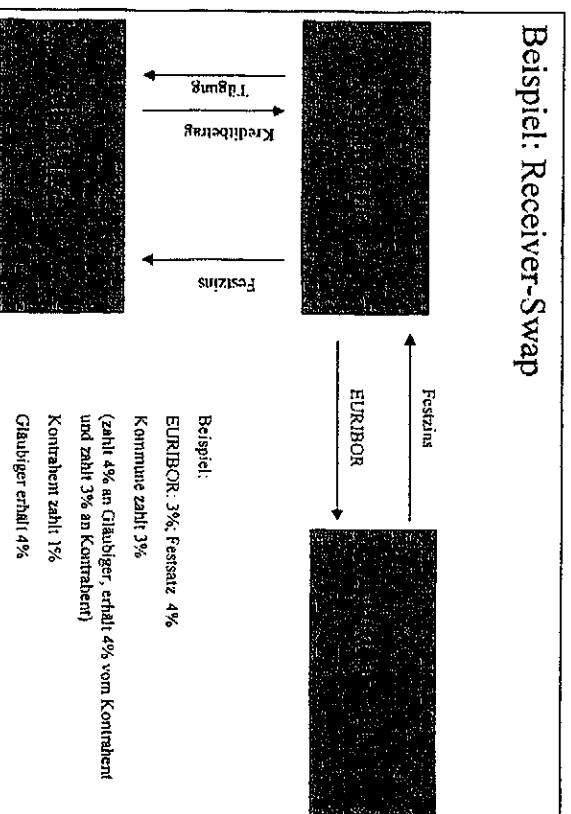 Beispiel: Receiver-Swap
Festzins
EURIBOR
Tilgung
Kreditbetrag
Festzins
Beispiel:
EURIBOR: 3%; Festsatz 4%
Kommune zahlt 3%
(zahlt 4% an Gläubiger, erhält 4% vom Kontrahent
und zahlt 3% an Kontrahent)
Kontrahent zahlt 1%
Gläubiger erhält 4%